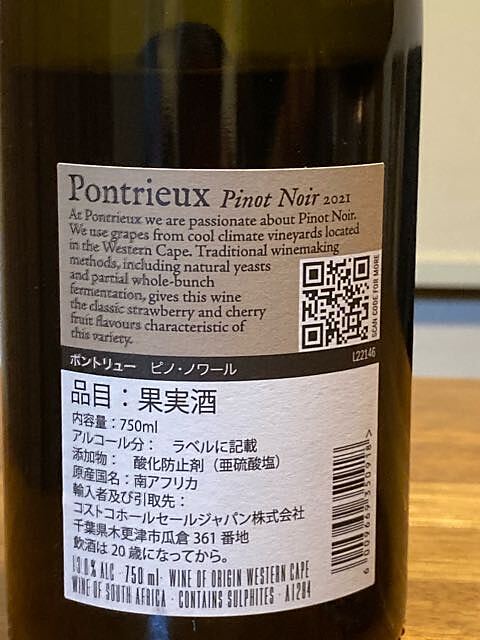 Pontrieux Pinot Noir 2021
At Pontrieux we are passionate about Pinot Noir.
We use grapes from cool climate vineyards located
in the Western Cape. Traditional winemaking
methods, including natural yeasts
and partial whole-bunch
fermentation, gives this wine
the classic strawberry and cherry
fruit flavours characteristic of
this variety.
SCAN CODE FOR MORE
L22146
ポントリュー ピノ・ノワール
品目：果実酒
内容量：750ml
アルコール分： ラベルに記載
添加物： 酸化防止剤（亜硫酸塩）
原産国名：南アフリカ
輸入者及び引取先：
コストコホールセールジャパン株式会社
千葉県木更津市瓜倉 361 番地
飲酒は 20 歳になってから。
13.0% ALC · 750 ml · WINE OF ORIGIN WESTERN CAPE
WINE OF SOUTH AFRICA · CONTAINS SULPHITES · A1284
6009669350918>